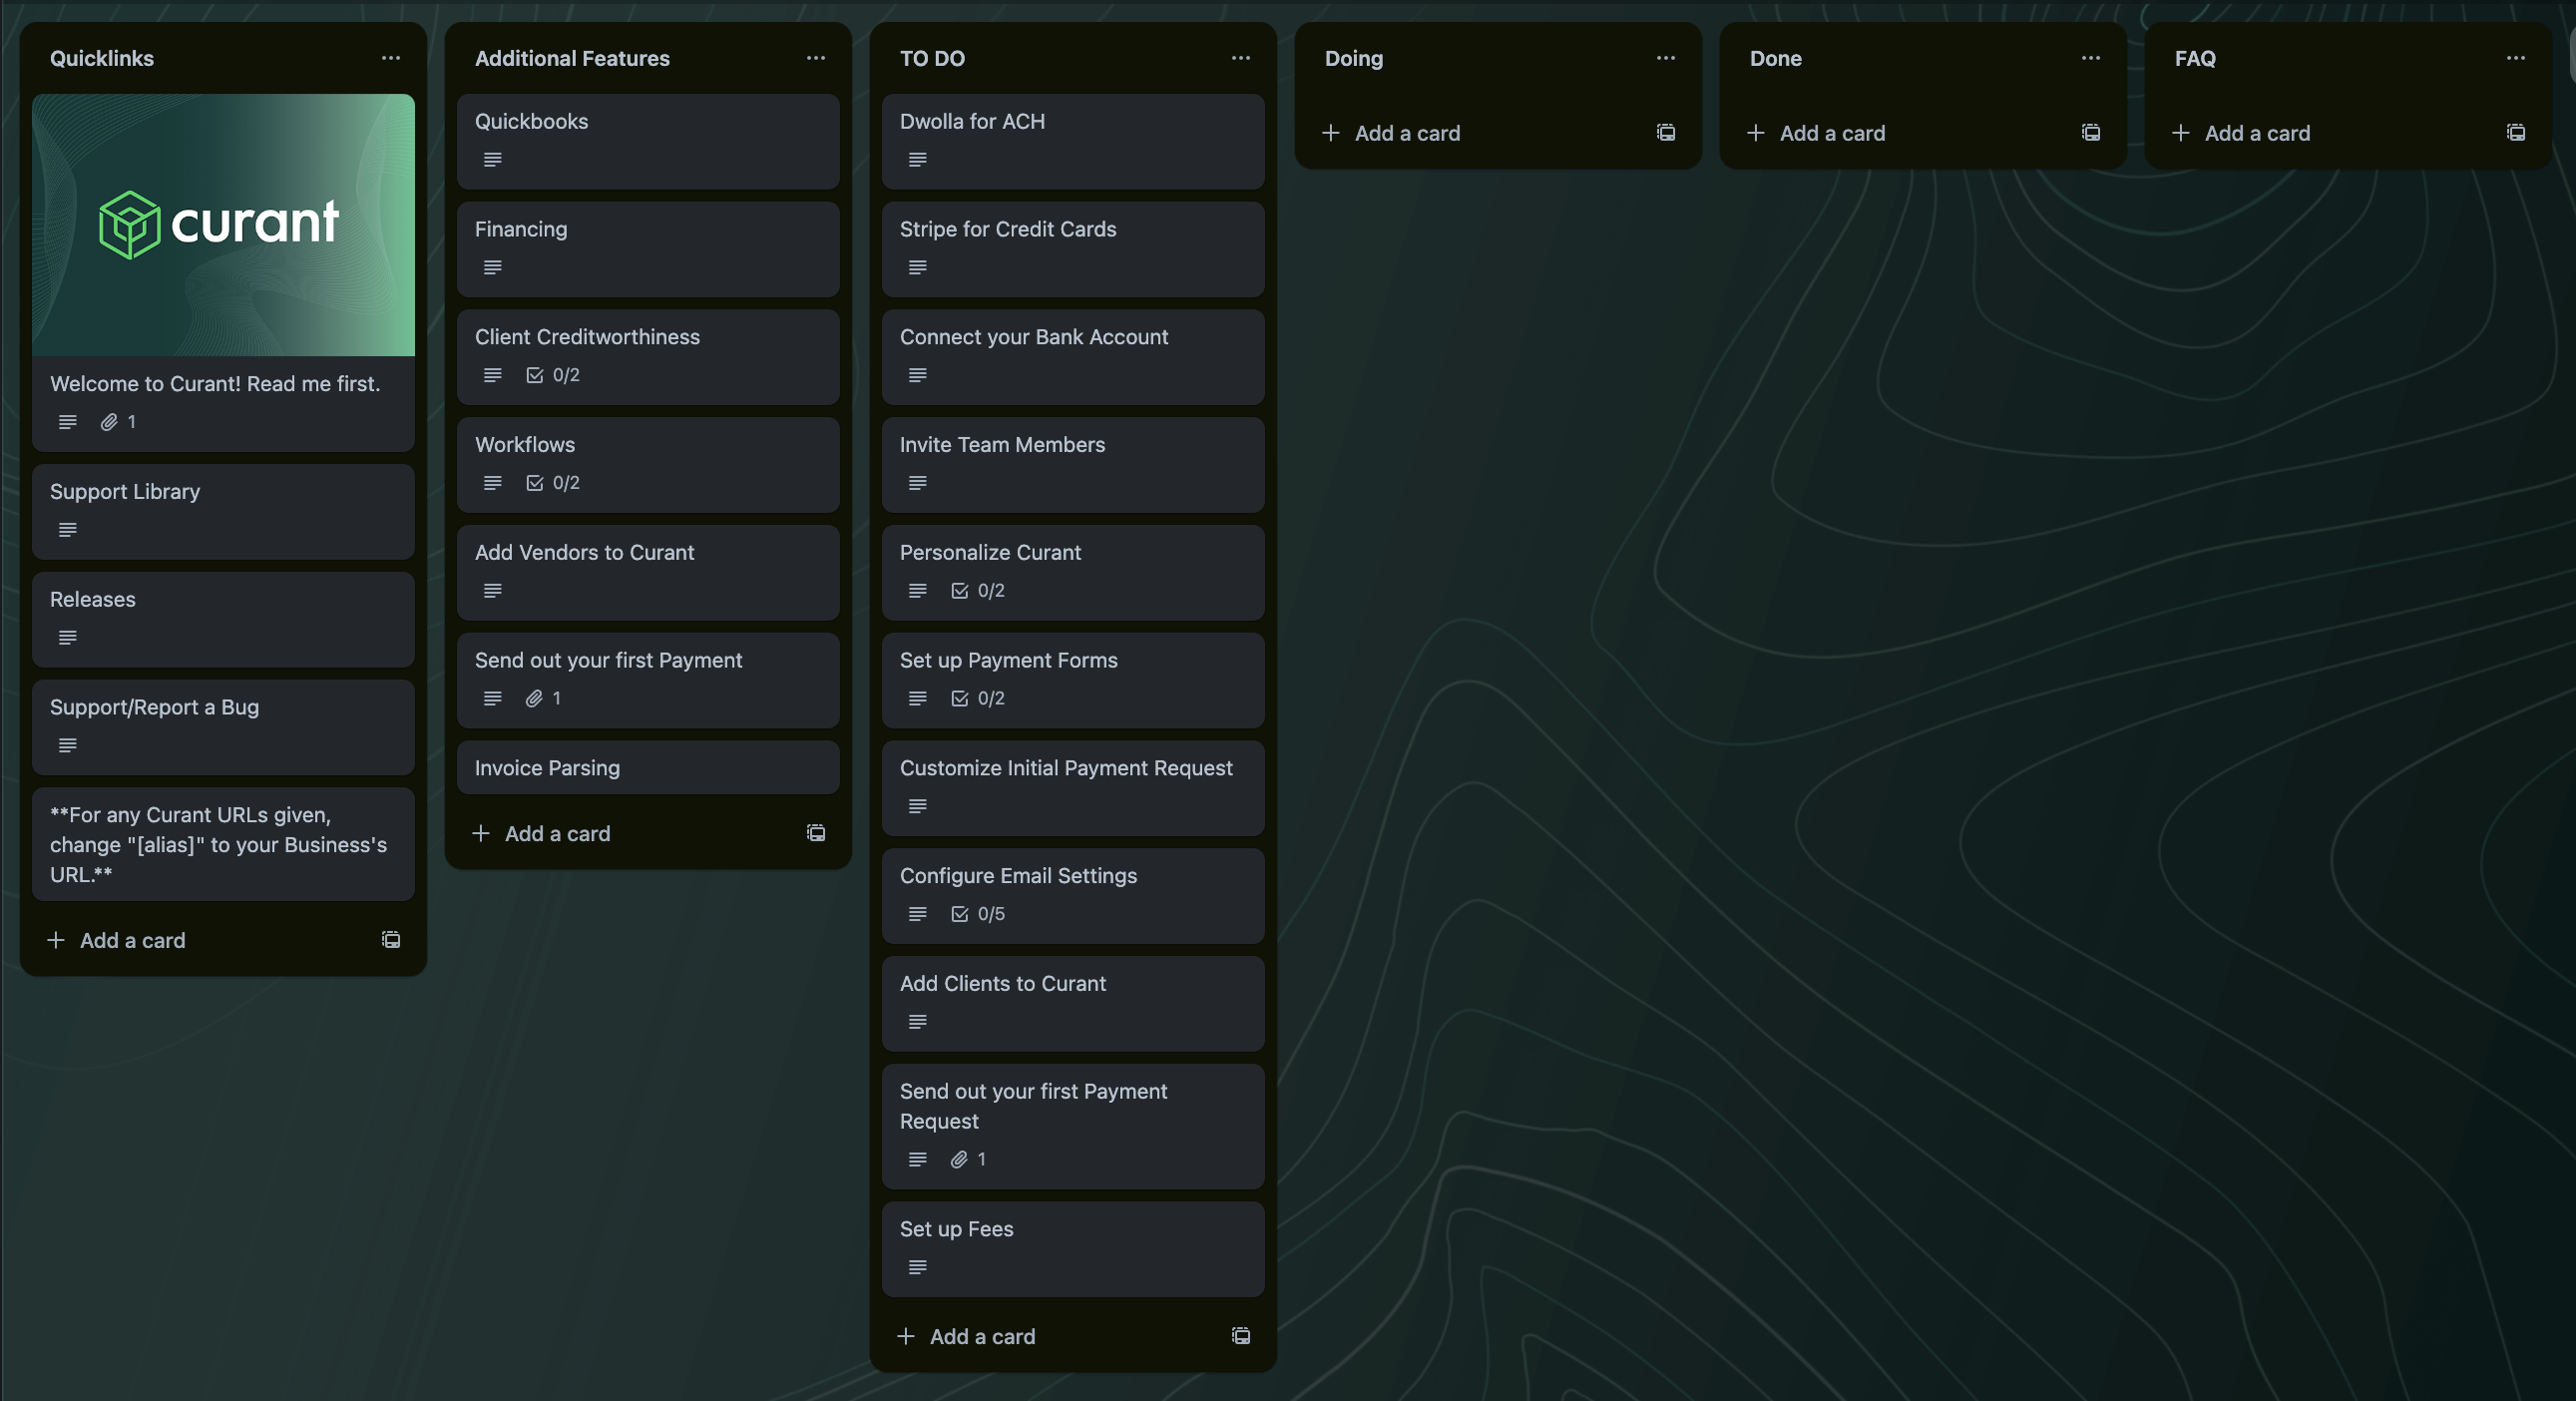 Quicklinks
curant
Welcome to Curant! Read me first.
1
Support Library
Releases
Support/Report a Bug
**For any Curant URLs given,
change "[alias]" to your Business's
URL.**
Add a card
Additional Features
Quickbooks
Financing
Client Creditworthiness
0/2
Workflows
0/2
Add Vendors to Curant
Send out your first Payment
1
Invoice Parsing
Add a card
TO DO
Dwolla for ACH
Stripe for Credit Cards
Connect your Bank Account
Invite Team Members
Personalize Curant
0/2
Set up Payment Forms
0/2
Customize Initial Payment Request
Configure Email Settings
0/5
Add Clients to Curant
Send out your first Payment
Request
1
Set up Fees
Add a card
Doing
Add a card
Done
Add a card
FAQ
Add a card